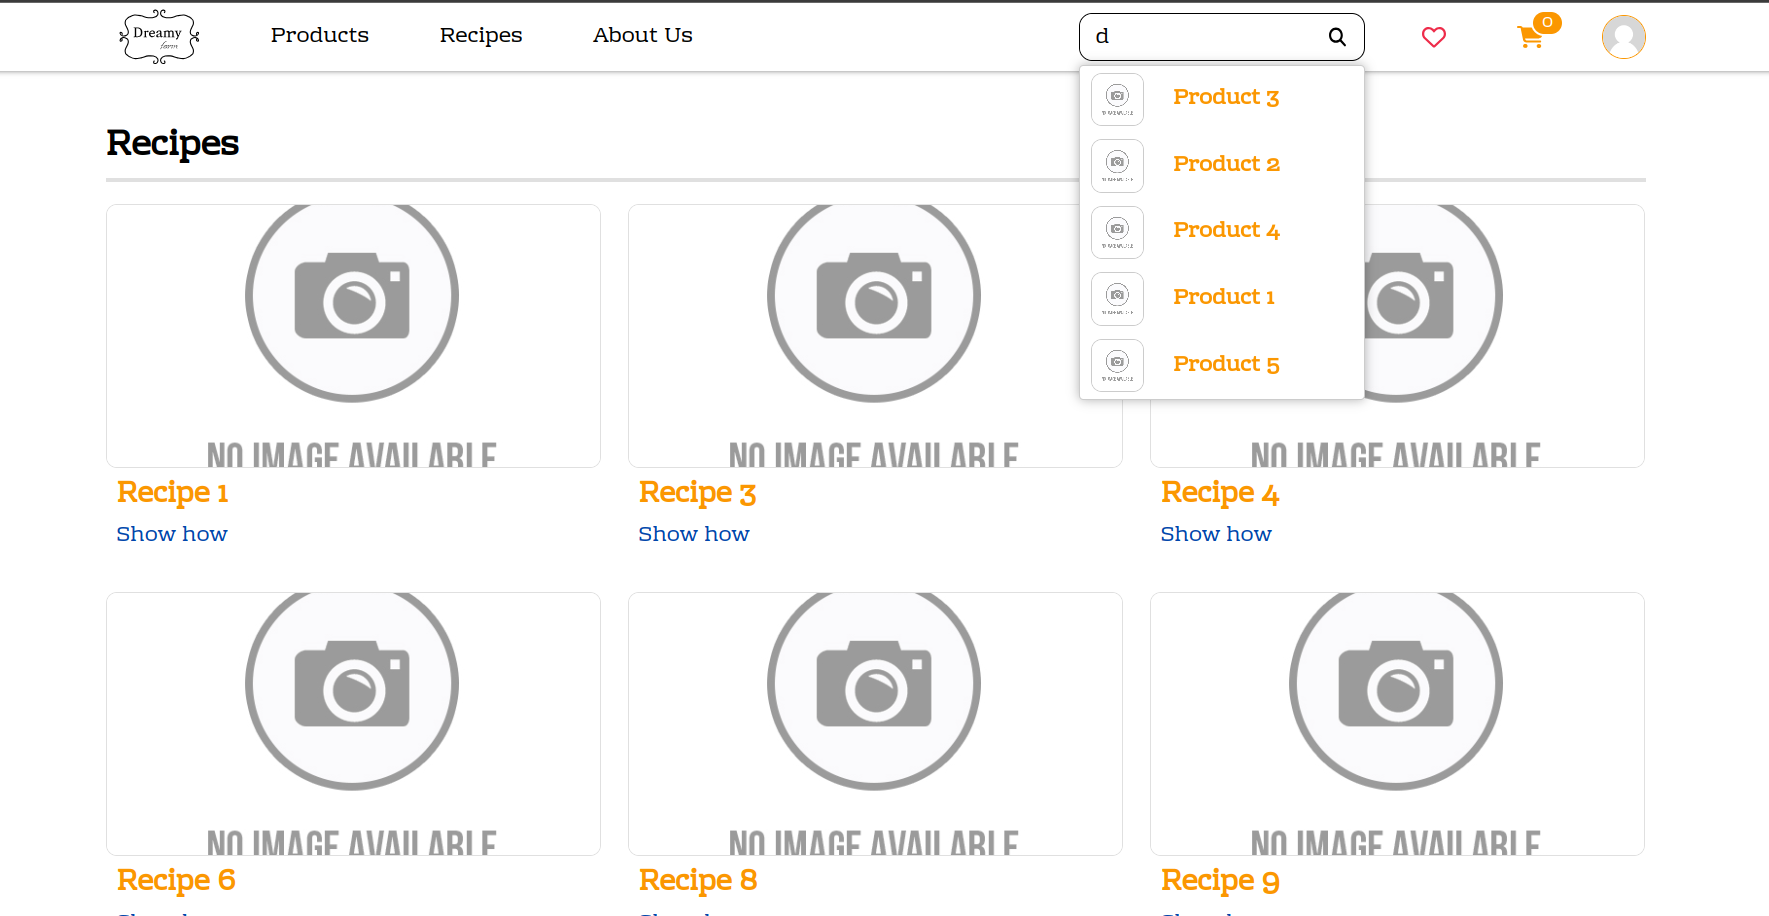 Dreamy
farm
Products
Recipes
About Us
d
0
Product 3
Product 2
Product 4
Product 1
Product 5
Recipes
NO IMAGE AVAILABLE
NO IMAGE AVAILABLE
NO IMAGE AVAILABLE
Recipe 1
Recipe 3
Recipe 4
Show how
Show how
Show how
NO IMAGE AVAILABLE
NO IMAGE AVAILABLE
NO IMAGE AVAILABLE
Recipe 6
Recipe 8
Recipe 9